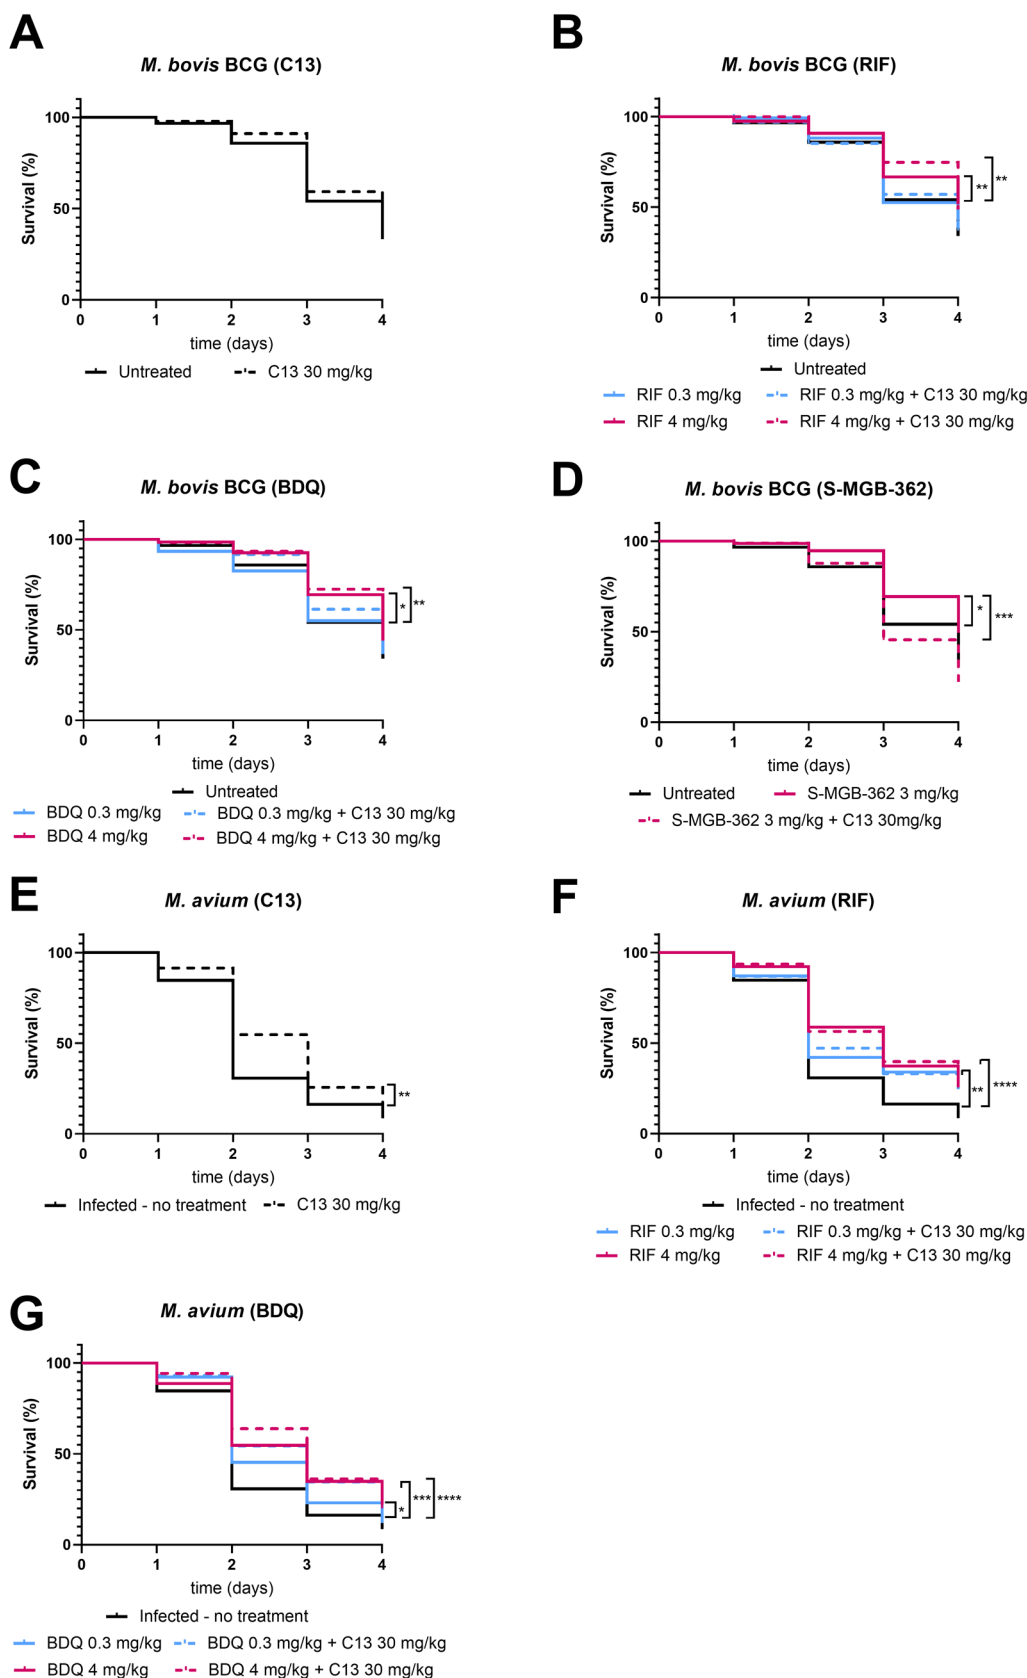 A
M. bovis BCG (C13)
Survival (%)
100
50
0
0 1 2 3 4
time (days)
Untreated C13 30 mg/kg
B
M. bovis BCG (RIF)
Survival (%)
100
50
0
** **
0 1 2 3 4
time (days)
Untreated
RIF 0.3 mg/kg RIF 0.3 mg/kg + C13 30 mg/kg
RIF 4 mg/kg RIF 4 mg/kg + C13 30 mg/kg
C
M. bovis BCG (BDQ)
Survival (%)
100
50
0
* **
0 1 2 3 4
time (days)
Untreated
BDQ 0.3 mg/kg BDQ 0.3 mg/kg + C13 30 mg/kg
BDQ 4 mg/kg BDQ 4 mg/kg + C13 30 mg/kg
D
M. bovis BCG (S-MGB-362)
Survival (%)
100
50
0
* ***
0 1 2 3 4
time (days)
Untreated S-MGB-362 3 mg/kg
S-MGB-362 3 mg/kg + C13 30mg/kg
E
M. avium (C13)
Survival (%)
100
50
0
**
0 1 2 3 4
time (days)
Infected - no treatment C13 30 mg/kg
F
M. avium (RIF)
Survival (%)
100
50
0
** ****
0 1 2 3 4
time (days)
Infected - no treatment
RIF 0.3 mg/kg RIF 0.3 mg/kg + C13 30 mg/kg
RIF 4 mg/kg RIF 4 mg/kg + C13 30 mg/kg
G
M. avium (BDQ)
Survival (%)
100
50
0
* *** ****
0 1 2 3 4
time (days)
Infected - no treatment
BDQ 0.3 mg/kg BDQ 0.3 mg/kg + C13 30 mg/kg
BDQ 4 mg/kg BDQ 4 mg/kg + C13 30 mg/kg